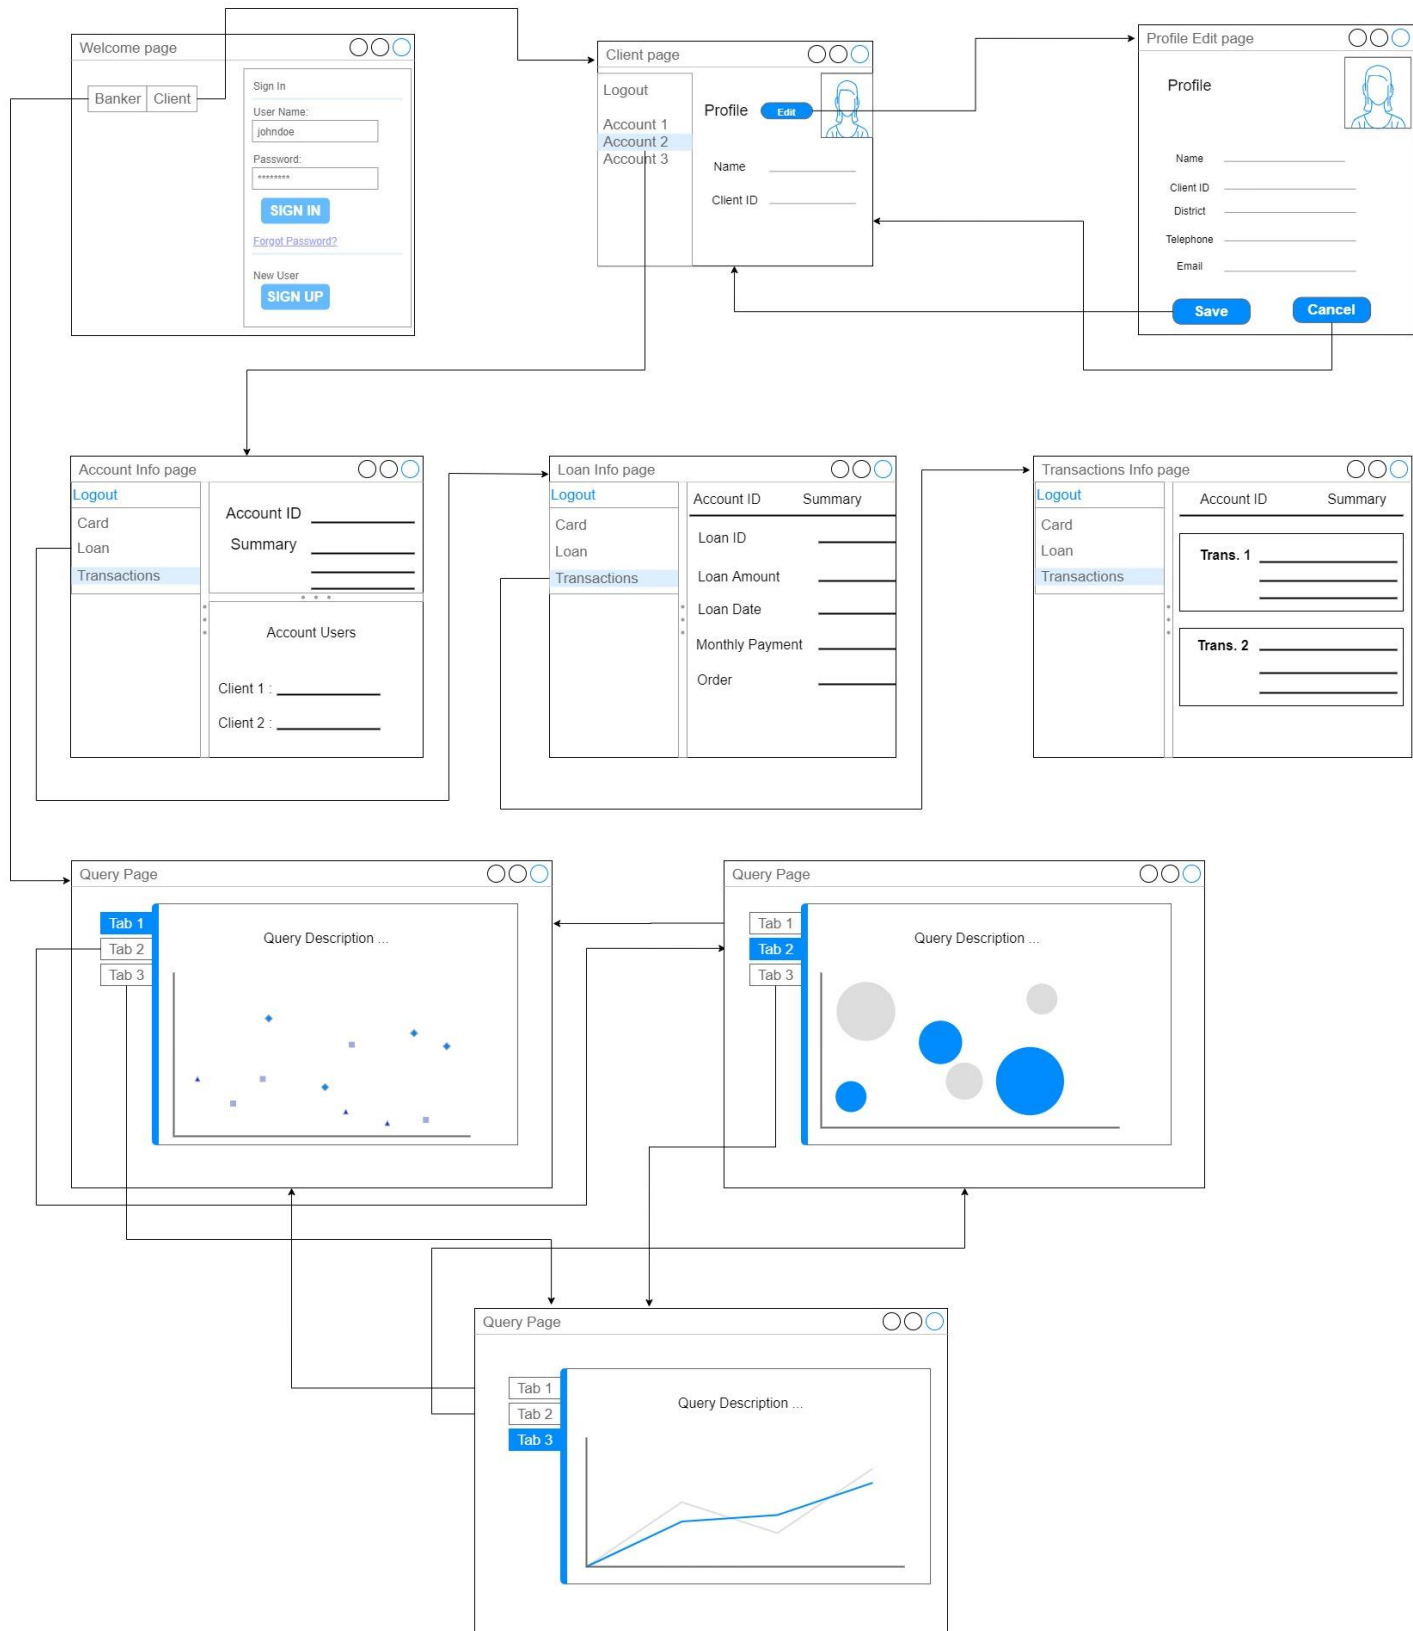 Welcome page
Banker
Client
Sign In
User Name:
johndoe
Password:
********
SIGN IN
Forgot Password?
New User
SIGN UP
Client page
Logout
Account 1
Account 2
Account 3
Profile
Edit
Name
Client ID
Profile Edit page
Profile
Name
Client ID
District
Telephone
Email
Save
Cancel
Account Info page
Logout
Card
Loan
Transactions
Account ID
Summary
Account Users
Client 1 :
Client 2 :
Loan Info page
Logout
Card
Loan
Transactions
Account ID Summary
Loan ID
Loan Amount
Loan Date
Monthly Payment
Order
Transactions Info page
Logout
Card
Loan
Transactions
Account ID Summary
Trans. 1
Trans. 2
Query Page
Tab 1
Tab 2
Tab 3
Query Description ...
Query Page
Tab 1
Tab 2
Tab 3
Query Description ...
Query Page
Tab 1
Tab 2
Tab 3
Query Description ...